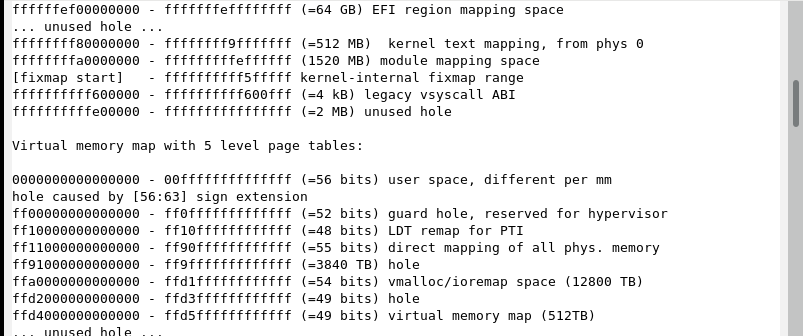 ffffffef00000000 - fffffffeffffffff (=64 GB) EFI region mapping space
... unused hole ...
ffffffff80000000 - ffffffff9fffffff (=512 MB)  kernel text mapping, from phys 0
ffffffffa0000000 - fffffffffeffffff (1520 MB) module mapping space
[fixmap start]   - ffffffffff5fffff kernel-internal fixmap range
ffffffffff600000 - ffffffffff600fff (=4 kB) legacy vsyscall ABI
ffffffffffe00000 - ffffffffffffffff (=2 MB) unused hole

Virtual memory map with 5 level page tables:

0000000000000000 - 00ffffffffffffff (=56 bits) user space, different per mm
hole caused by [56:63] sign extension
ff00000000000000 - ff0fffffffffffff (=52 bits) guard hole, reserved for hypervisor
ff10000000000000 - ff10ffffffffffff (=48 bits) LDT remap for PTI
ff11000000000000 - ff90ffffffffffff (=55 bits) direct mapping of all phys. memory
ff91000000000000 - ff9fffffffffffff (=3840 TB) hole
ffa0000000000000 - ffd1ffffffffffff (=54 bits) vmalloc/ioremap space (12800 TB)
ffd2000000000000 - ffd3ffffffffffff (=49 bits) hole
ffd4000000000000 - ffd5ffffffffffff (=49 bits) virtual memory map (512TB)
... unused hole ...